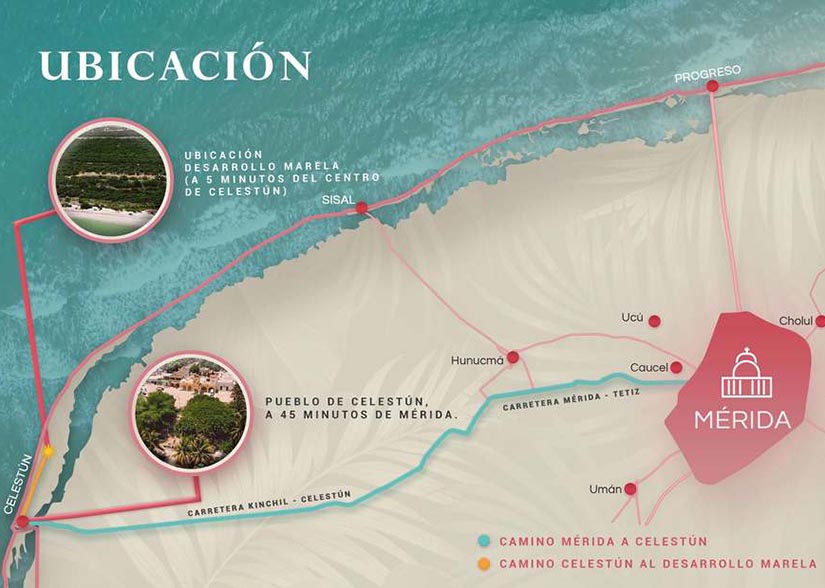 UBICACIÓN
UBICACIÓN
DESARROLLO MARELA
(A 5 MINUTOS DEL CENTRO
DE CELESTÚN)
PROGRESO
SISAL
Ucú
Cholul
Hunucmá
Caucel
CARRETERA MÉRIDA - TETIZ
MÉRIDA
PUEBLO DE CELESTÚN,
A 45 MINUTOS DE MÉRIDA.
CELESTÚN
CARRETERA KINCHIL - CELESTÚN
Umán
CAMINO MÉRIDA A CELESTÚN
CAMINO CELESTÚN AL DESARROLLO MARELA